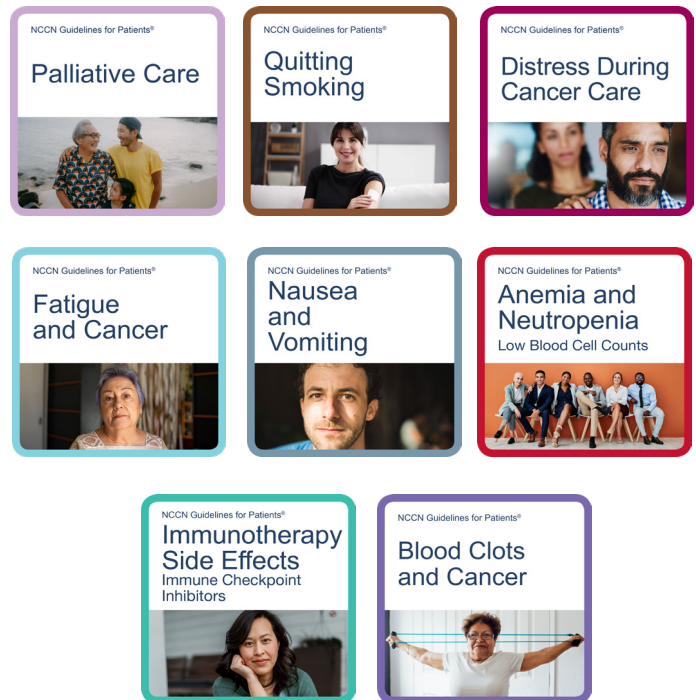 NCCN Guidelines for Patients®
Palliative Care
NCCN Guidelines for Patients®
Quitting
Smoking
NCCN Guidelines for Patients®
Distress During
Cancer Care
NCCN Guidelines for Patients®
Fatigue
and Cancer
NCCN Guidelines for Patients®
Nausea
and
Vomiting
NCCN Guidelines for Patients®
Anemia and
Neutropenia
Low Blood Cell Counts
NCCN Guidelines for Patients®
Immunotherapy
Side Effects
Immune Checkpoint
Inhibitors
NCCN Guidelines for Patients®
Blood Clots
and Cancer